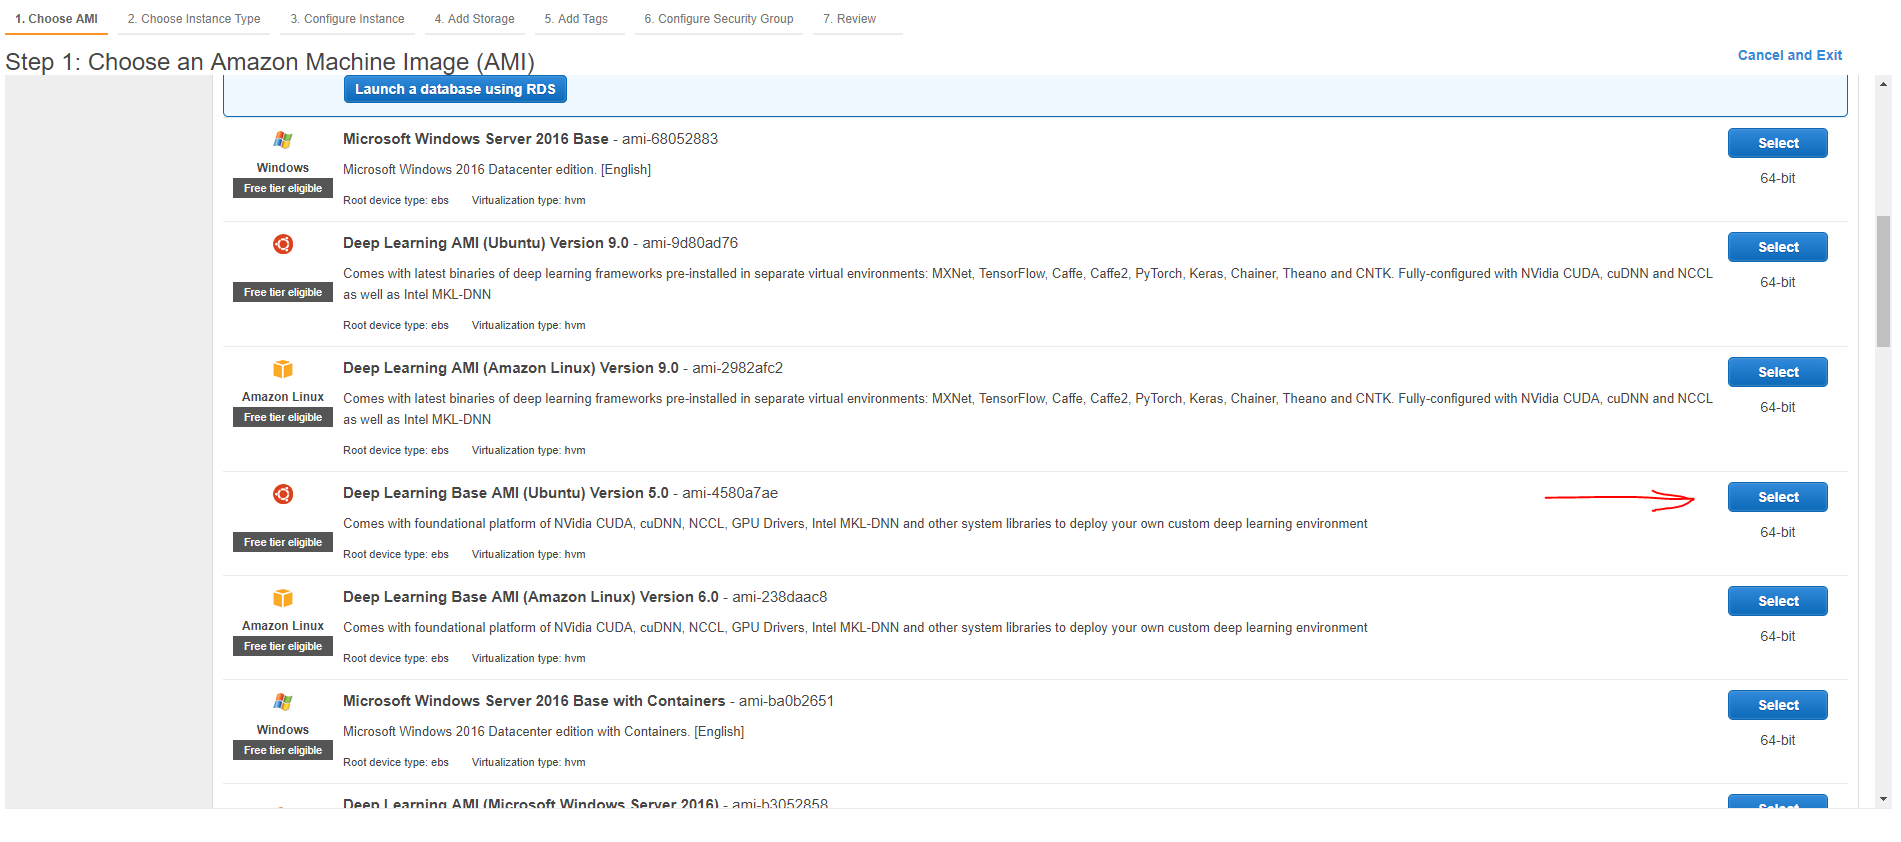 1. Choose AMI 2. Choose Instance Type 3. Configure Instance 4. Add Storage 5. Add Tags 6. Configure Security Group 7. Review
Step 1: Choose an Amazon Machine Image (AMI)
Cancel and Exit
Launch a database using RDS
Windows
Free tier eligible
Microsoft Windows Server 2016 Base - ami-68052883
Microsoft Windows 2016 Datacenter edition. [English]
Root device type: ebs Virtualization type: hvm
Select
64-bit
Free tier eligible
Deep Learning AMI (Ubuntu) Version 9.0 - ami-9d80ad76
Comes with latest binaries of deep learning frameworks pre-installed in separate virtual environments: MXNet, TensorFlow, Caffe, Caffe2, PyTorch, Keras, Chainer, Theano and CNTK. Fully-configured with NVidia CUDA, cuDNN and NCCL
as well as Intel MKL-DNN
Root device type: ebs Virtualization type: hvm
Select
64-bit
Amazon Linux
Free tier eligible
Deep Learning AMI (Amazon Linux) Version 9.0 - ami-2982afc2
Comes with latest binaries of deep learning frameworks pre-installed in separate virtual environments: MXNet, TensorFlow, Caffe, Caffe2, PyTorch, Keras, Chainer, Theano and CNTK. Fully-configured with NVidia CUDA, cuDNN and NCCL
as well as Intel MKL-DNN
Root device type: ebs Virtualization type: hvm
Select
64-bit
Free tier eligible
Deep Learning Base AMI (Ubuntu) Version 5.0 - ami-4580a7ae
Comes with foundational platform of NVidia CUDA, cuDNN, NCCL, GPU Drivers, Intel MKL-DNN and other system libraries to deploy your own custom deep learning environment
Root device type: ebs Virtualization type: hvm
Select
64-bit
Amazon Linux
Free tier eligible
Deep Learning Base AMI (Amazon Linux) Version 6.0 - ami-238daac8
Comes with foundational platform of NVidia CUDA, cuDNN, NCCL, GPU Drivers, Intel MKL-DNN and other system libraries to deploy your own custom deep learning environment
Root device type: ebs Virtualization type: hvm
Select
64-bit
Windows
Free tier eligible
Microsoft Windows Server 2016 Base with Containers - ami-ba0b2651
Microsoft Windows 2016 Datacenter edition with Containers. [English]
Root device type: ebs Virtualization type: hvm
Select
64-bit
Deep Learning AMI (Microsoft Windows Server 2016) - ami-b3052858
Select